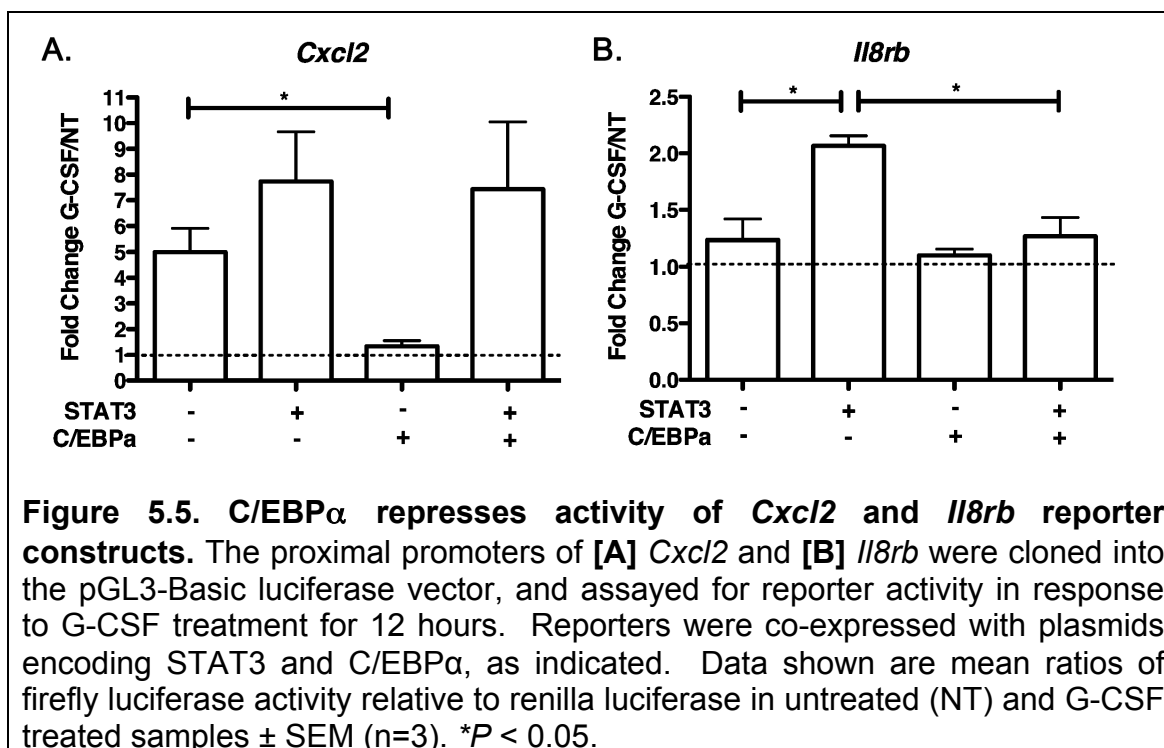 A.
Cxcl2
*
11
10
9
8
7
6
5
4
3
2
1
0
Fold Change G-CSF/NT
STAT3 - + - +
C/EBPa - - + +
B.
Il8rb
* *
2.5
2.0
1.5
1.0
0.5
0.0
Fold Change G-CSF/NT
STAT3 - + - +
C/EBPa - - + +
Figure 5.5. C/EBPα represses activity of Cxcl2 and Il8rb reporter
constructs. The proximal promoters of [A] Cxcl2 and [B] Il8rb were cloned into
the pGL3-Basic luciferase vector, and assayed for reporter activity in response
to G-CSF treatment for 12 hours. Reporters were co-expressed with plasmids
encoding STAT3 and C/EBPα, as indicated. Data shown are mean ratios of
firefly luciferase activity relative to renilla luciferase in untreated (NT) and G-CSF
treated samples ± SEM (n=3). *P < 0.05.